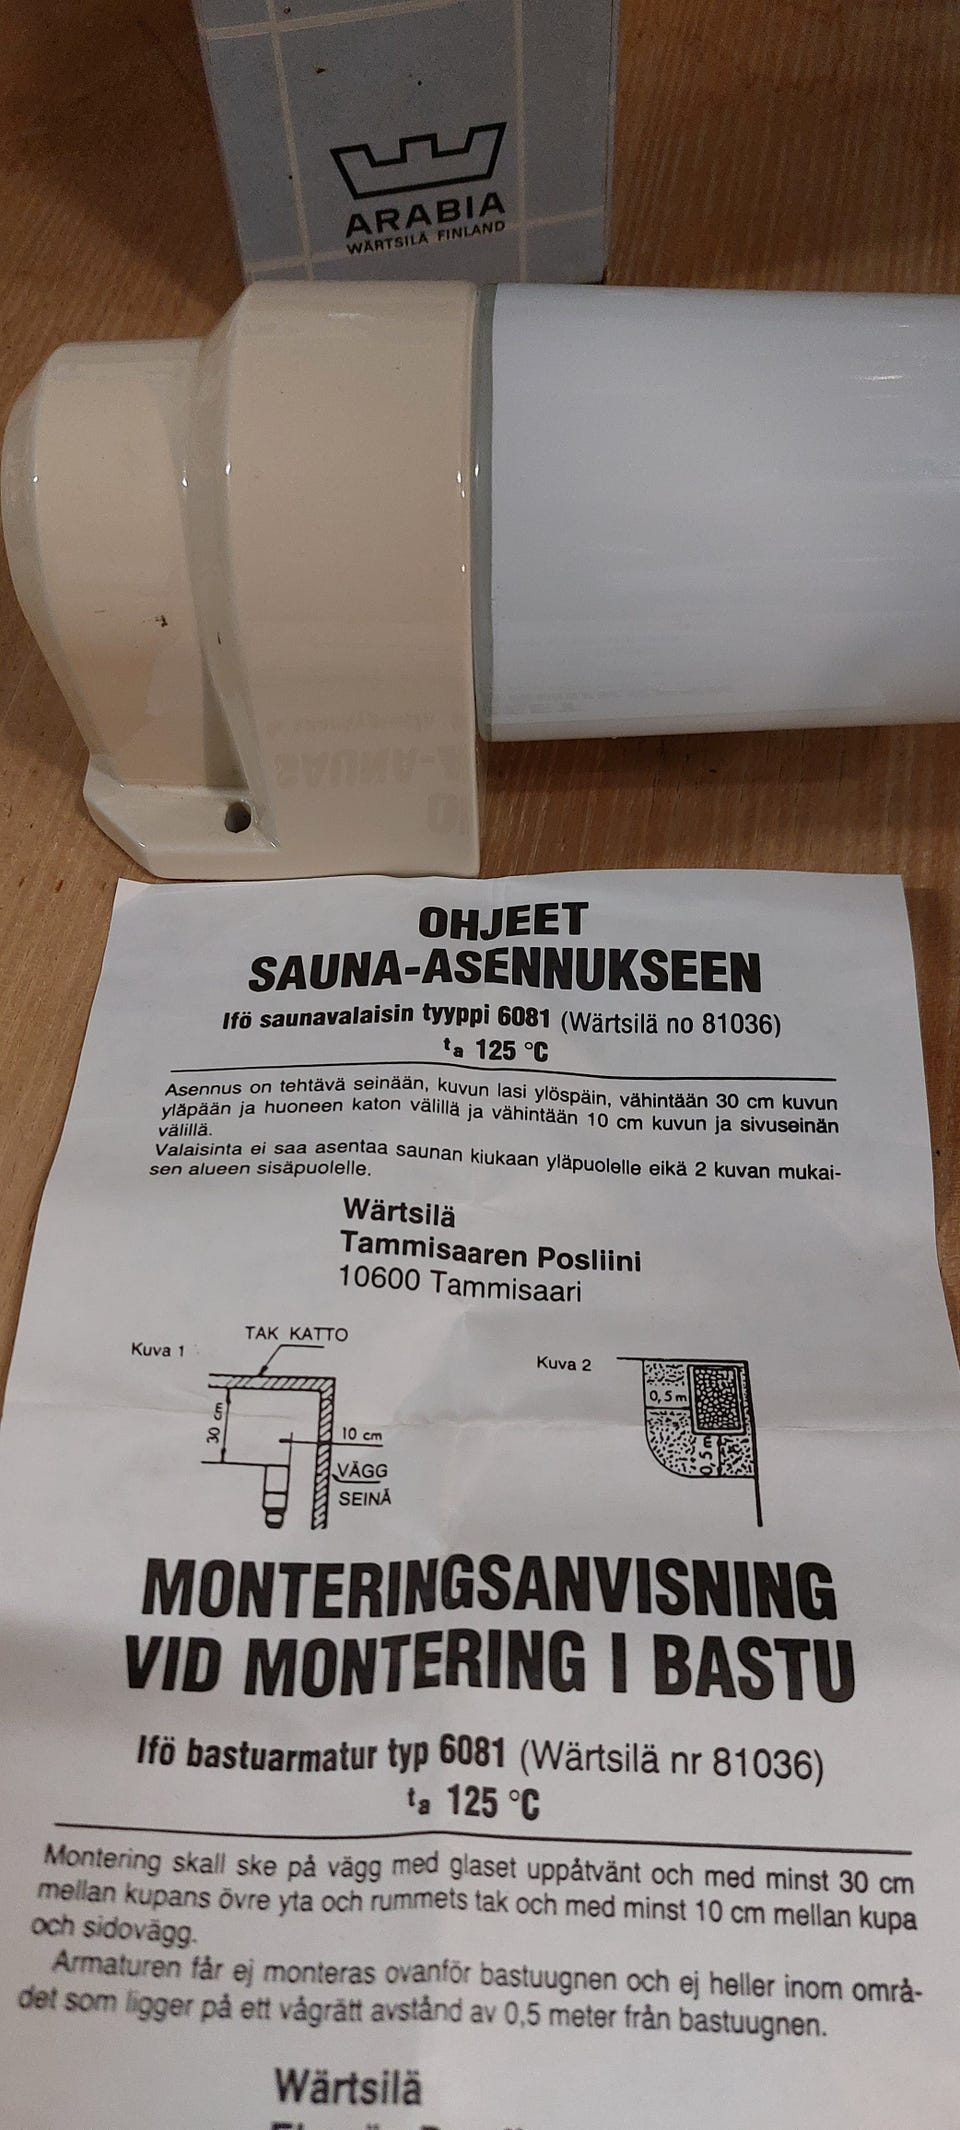 ARABIA
WÄRTSILÄ FINLAND
OHJEET
SAUNA-ASENNUKSEEN
Ifö saunavalaisin tyyppi 6081 (Wärtsilä no 81036)
ta 125 °C
Asennus on tehtävä seinään, kuvun lasi ylöspäin, vähintään 30 cm kuvun
yläpään ja huoneen katon välillä ja vähintään 10 cm kuvun ja sivuseinän
välillä.
Valaisinta ei saa asentaa saunan kiukaan yläpuolelle eikä 2 kuvan mukai-
sen alueen sisäpuolelle.
Wärtsilä
Tammisaaren Posliini
10600 Tammisaari
Kuva 1
TAK KATTO
30 cm
10 cm
VÄGG
SEINÄ
Kuva 2
0,5 m
0,5 m
MONTERINGSANVISNING
VID MONTERING I BASTU
Ifö bastuarmatur typ 6081 (Wärtsilä nr 81036)
ta 125 °C
Montering skall ske på vägg med glaset uppåtvänt och med minst 30 cm
mellan kupans övre yta och rummets tak och med minst 10 cm mellan kupa
och sidovägg.
Armaturen får ej monteras ovanför bastuugnen och ej heller inom områ-
det som ligger på ett vågrätt avstånd av 0,5 meter från bastuugnen.
Wärtsilä